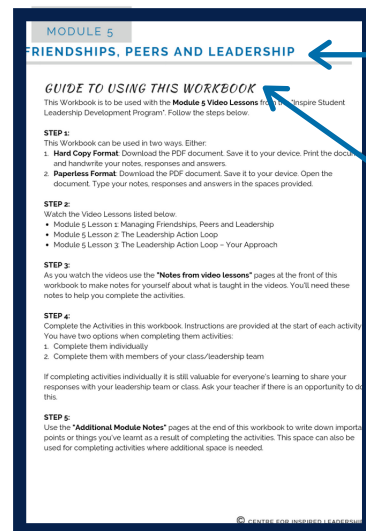 MODULE 5
FRIENDSHIPS, PEERS AND LEADERSHIP
GUIDE TO USING THIS WORKBOOK
This Workbook is to be used with the Module 5 Video Lessons from the "Inspire Student
Leadership Development Program". Follow the steps below.
STEP 1:
This Workbook can be used in two ways. Either:
1. Hard Copy Format: Download the PDF document. Save it to your device. Print the docum
and handwrite your notes, responses and answers.
2. Paperless Format: Download the PDF document. Save it to your device. Open the
document. Type your notes, responses and answers in the spaces provided.
STEP 2:
Watch the Video Lessons listed below.
• Module 5 Lesson 1: Managing Friendships, Peers and Leadership
• Module 5 Lesson 2: The Leadership Action Loop
• Module 5 Lesson 3: The Leadership Action Loop – Your Approach
STEP 3:
As you watch the videos use the "Notes from video lessons" pages at the front of this
workbook to make notes for yourself about what is taught in the videos. You'll need these
notes to help you complete the activities.
STEP 4:
Complete the Activities in this workbook. Instructions are provided at the start of each activity
You have two options when completing them activities:
1. Complete them individually
2. Complete with members of your class/leadership team
If completing activities individually it is still valuable for everyone's learning to share your
responses with your leadership team or class. Ask your teacher if there is an opportunity to do
this.
STEP 5:
Use the "Additional Module Notes" pages at the end of this workbook to write down importa
points or things you've learnt as a result of completing the activities. This space can also be
used for completing activities where additional space is needed.
© CENTRE FOR INSPIRED LEADERSHIP